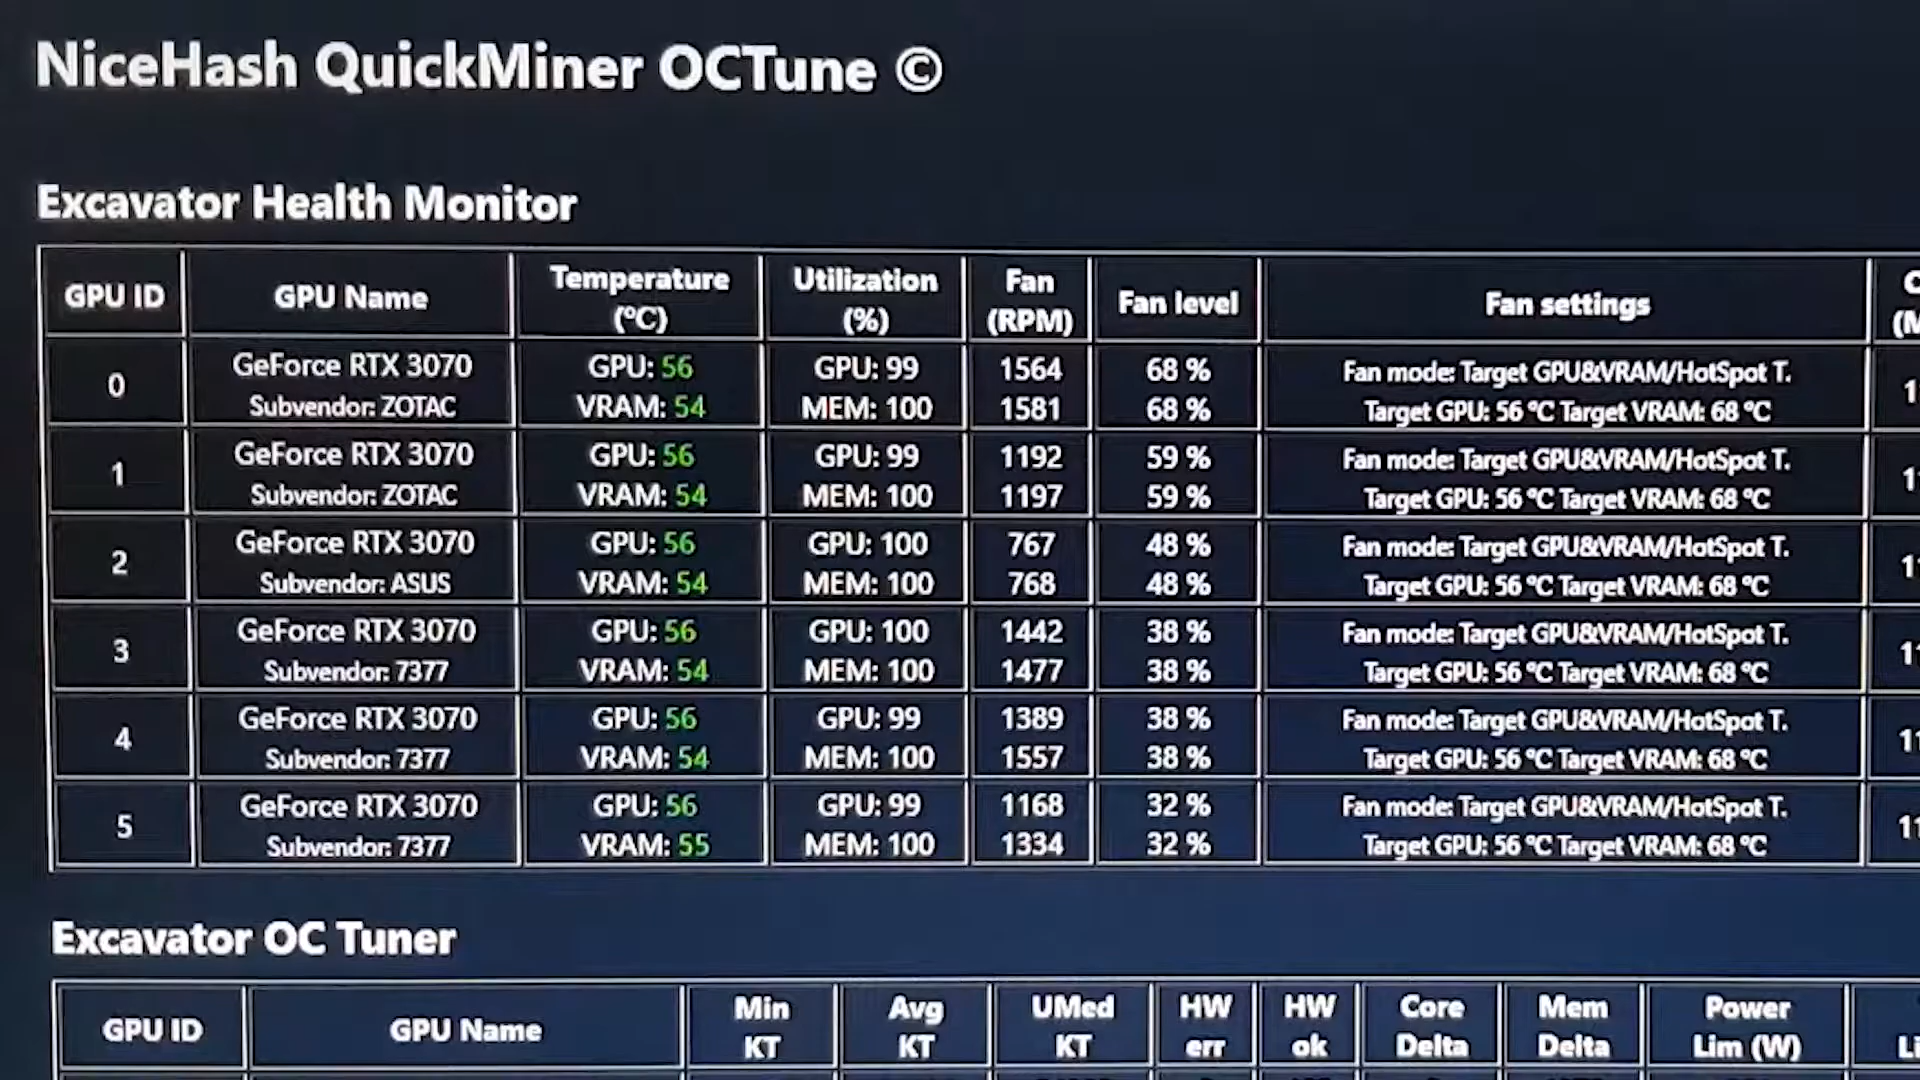 NiceHash QuickMiner OCTune ©
Excavator Health Monitor
GPU ID GPU Name Temperature (°C) Utilization (%) Fan (RPM) Fan level Fan settings
0 GeForce RTX 3070 GPU: 56 GPU: 99 1564 68 % Fan mode: Target GPU&VRAM/HotSpot T.
Subvendor: ZOTAC VRAM: 54 MEM: 100 1581 68 % Target GPU: 56 °C Target VRAM: 68 °C
1 GeForce RTX 3070 GPU: 56 GPU: 99 1192 59 % Fan mode: Target GPU&VRAM/HotSpot T.
Subvendor: ZOTAC VRAM: 54 MEM: 100 1197 59 % Target GPU: 56 °C Target VRAM: 68 °C
2 GeForce RTX 3070 GPU: 56 GPU: 100 767 48 % Fan mode: Target GPU&VRAM/HotSpot T.
Subvendor: ASUS VRAM: 54 MEM: 100 768 48 % Target GPU: 56 °C Target VRAM: 68 °C
3 GeForce RTX 3070 GPU: 56 GPU: 100 1442 38 % Fan mode: Target GPU&VRAM/HotSpot T.
Subvendor: 7377 VRAM: 54 MEM: 100 1477 38 % Target GPU: 56 °C Target VRAM: 68 °C
4 GeForce RTX 3070 GPU: 56 GPU: 99 1389 38 % Fan mode: Target GPU&VRAM/HotSpot T.
Subvendor: 7377 VRAM: 54 MEM: 100 1557 38 % Target GPU: 56 °C Target VRAM: 68 °C
5 GeForce RTX 3070 GPU: 56 GPU: 99 1168 32 % Fan mode: Target GPU&VRAM/HotSpot T.
Subvendor: 7377 VRAM: 55 MEM: 100 1334 32 % Target GPU: 56 °C Target VRAM: 68 °C
Excavator OC Tuner
GPU ID GPU Name Min KT Avg KT UMed KT HW err HW ok Core Delta Mem Delta Power Lim (W)